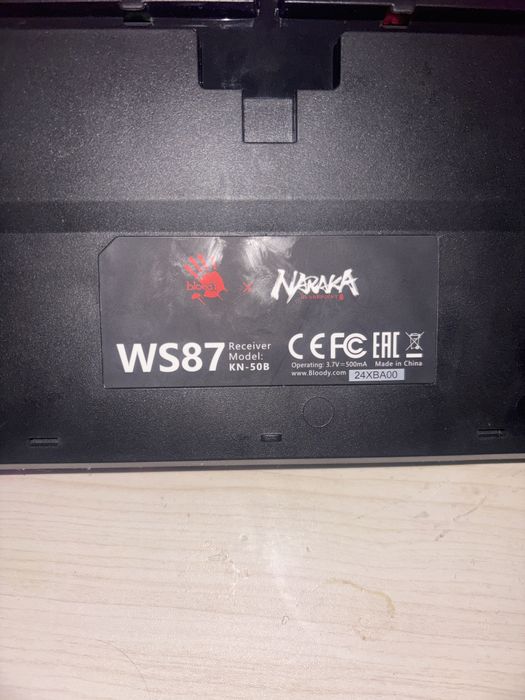 bloody x NARAKA
BLADEPOINT
WS87 Receiver Model: KN-50B
CE FC EAC
Operating: 3.7V⎓500mA Made in China
www.Bloody.com 24XBA00